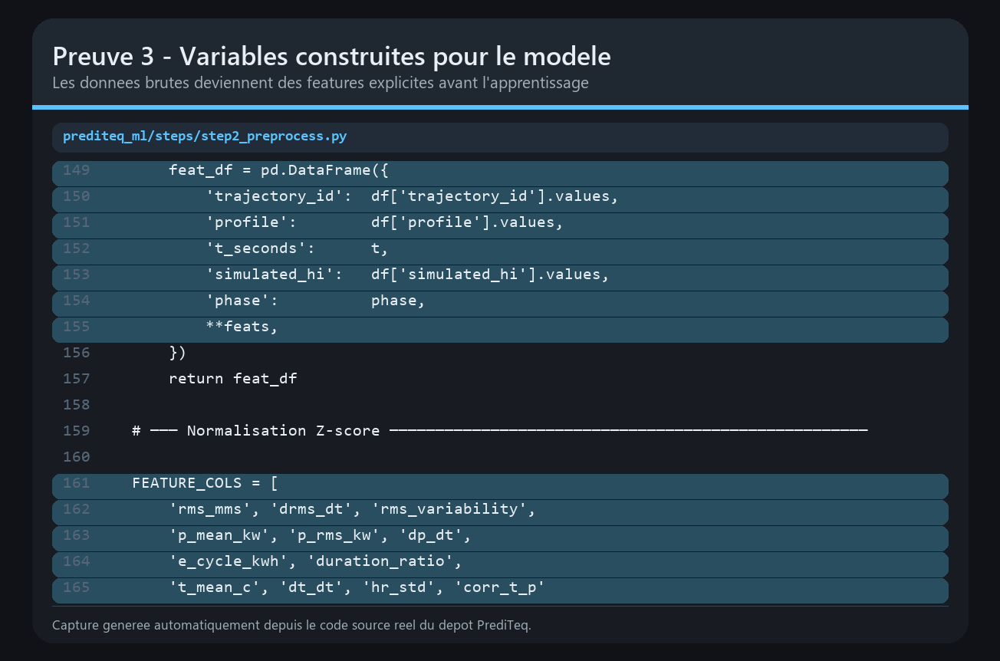 Preuve 3 - Variables construites pour le modele
Les donnees brutes deviennent des features explicites avant l'apprentissage
prediteq_ml/steps/step2_preprocess.py
149         feat_df = pd.DataFrame({
150             'trajectory_id':  df['trajectory_id'].values,
151             'profile':        df['profile'].values,
152             't_seconds':      t,
153             'simulated_hi':   df['simulated_hi'].values,
154             'phase':          phase,
155             **feats,
156         })
157         return feat_df
158
159     # ─── Normalisation Z-score ────────────────────────────────────────────────────
160
161     FEATURE_COLS = [
162         'rms_mms', 'drms_dt', 'rms_variability',
163         'p_mean_kw', 'p_rms_kw', 'dp_dt',
164         'e_cycle_kwh', 'duration_ratio',
165         't_mean_c', 'dt_dt', 'hr_std', 'corr_t_p'
Capture generee automatiquement depuis le code source reel du depot PrediTeq.